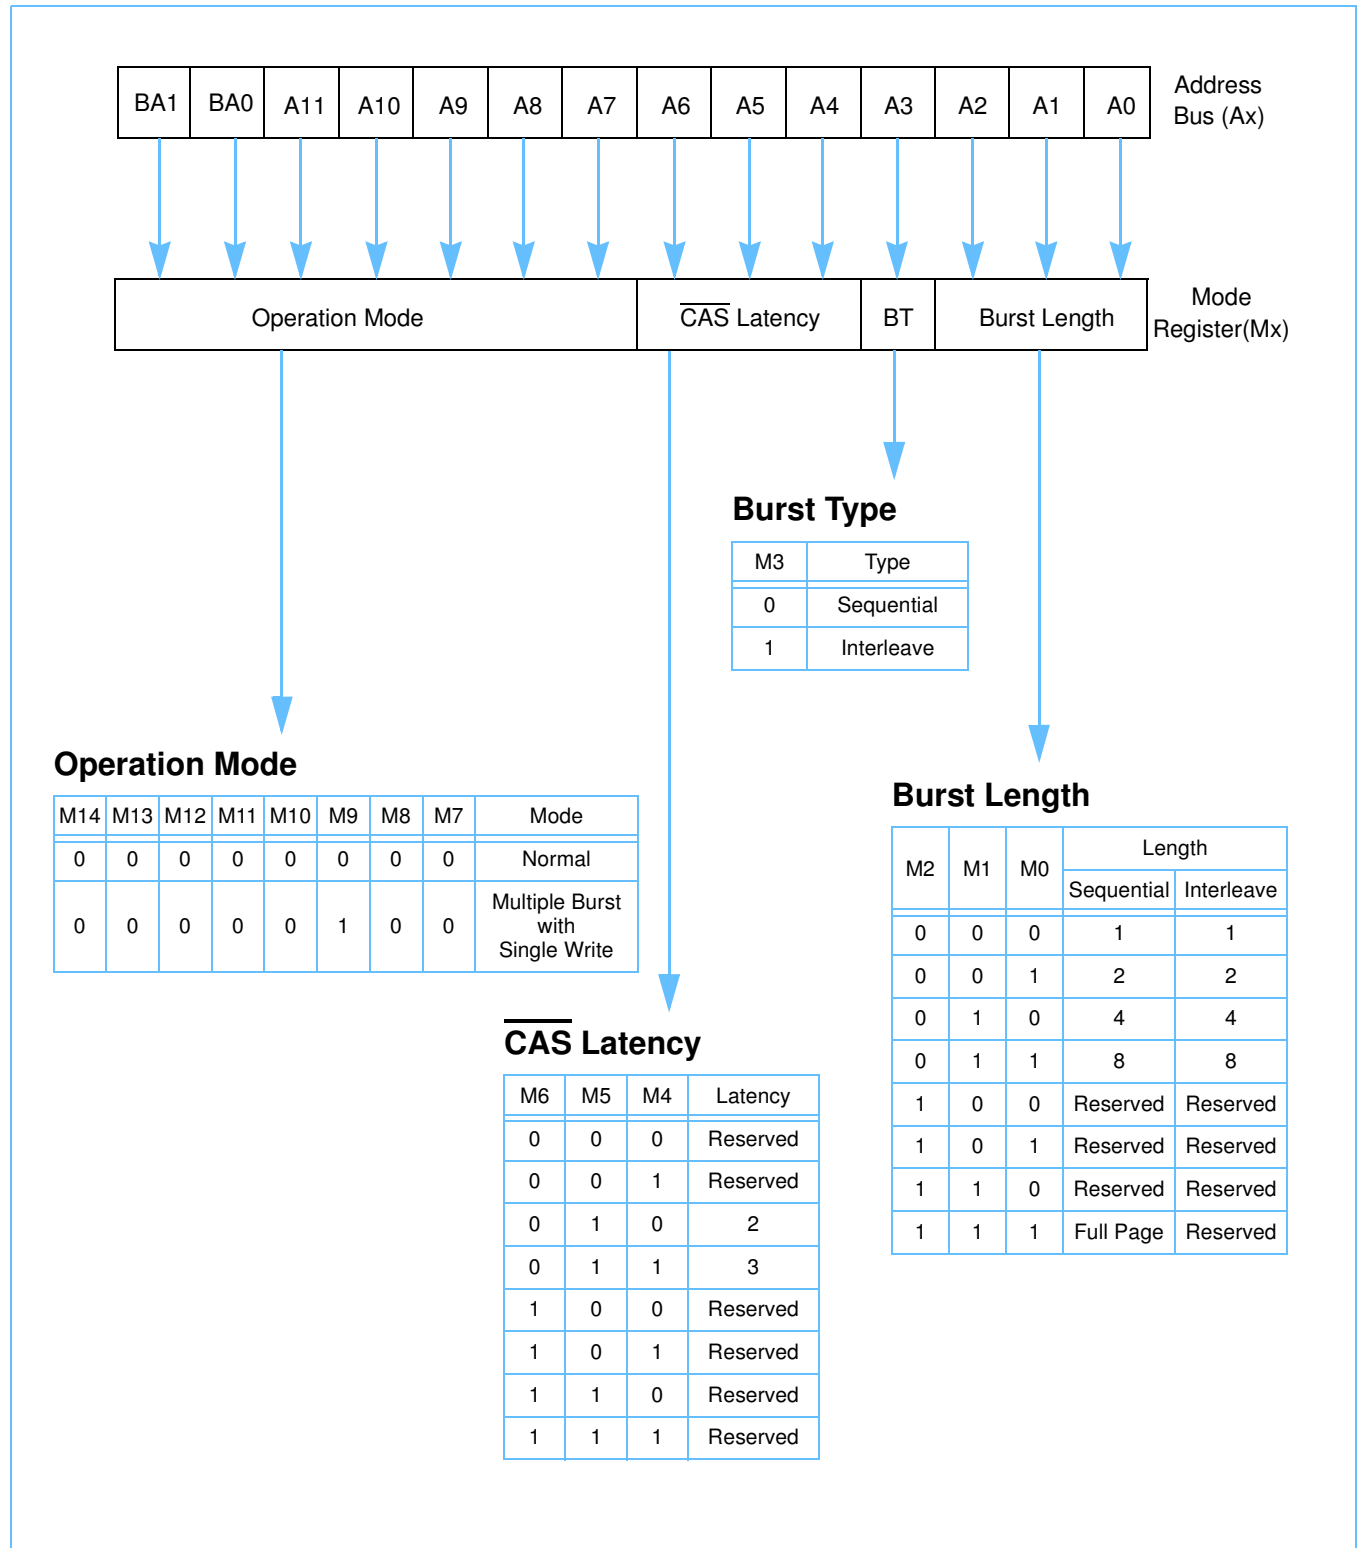 BA1 BA0 A11 A10 A9 A8 A7 A6 A5 A4 A3 A2 A1 A0
Address
Bus (Ax)
Operation Mode CAS Latency BT Burst Length
Mode
Register(Mx)
Burst Type
M3 Type
0 Sequential
1 Interleave
Operation Mode
M14 M13 M12 M11 M10 M9 M8 M7 Mode
0 0 0 0 0 0 0 0 Normal
0 0 0 0 0 1 0 0 Multiple Burst
with
Single Write
Burst Length
M2 M1 M0 Length
Sequential Interleave
0 0 0 1 1
0 0 1 2 2
0 1 0 4 4
0 1 1 8 8
1 0 0 Reserved Reserved
1 0 1 Reserved Reserved
1 1 0 Reserved Reserved
1 1 1 Full Page Reserved
CAS Latency
M6 M5 M4 Latency
0 0 0 Reserved
0 0 1 Reserved
0 1 0 2
0 1 1 3
1 0 0 Reserved
1 0 1 Reserved
1 1 0 Reserved
1 1 1 Reserved